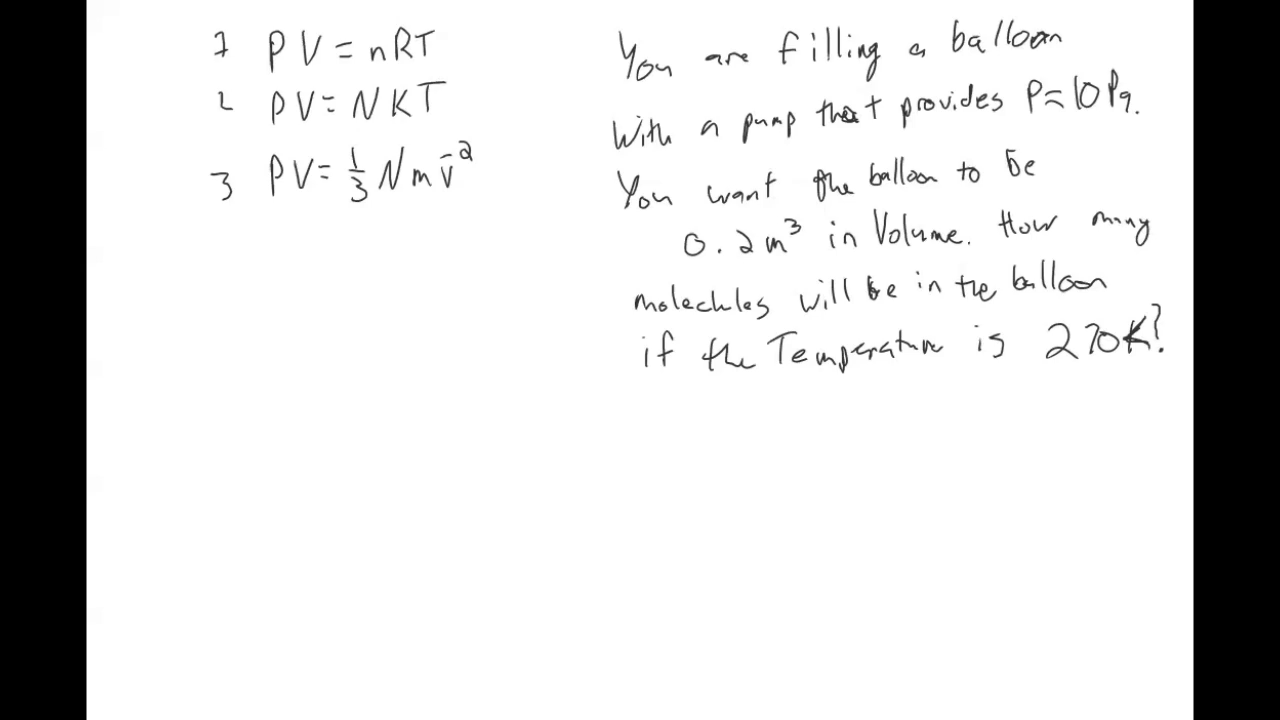 1 PV = nRT
2 PV = NKT
3 PV = 1/3 N m v̄²
You are filling a balloon
With a pump that provides P=10Pa.
You want the balloon to be
0.2m³ in Volume. How many
molecules will be in the balloon
if the Temperature is 270K?